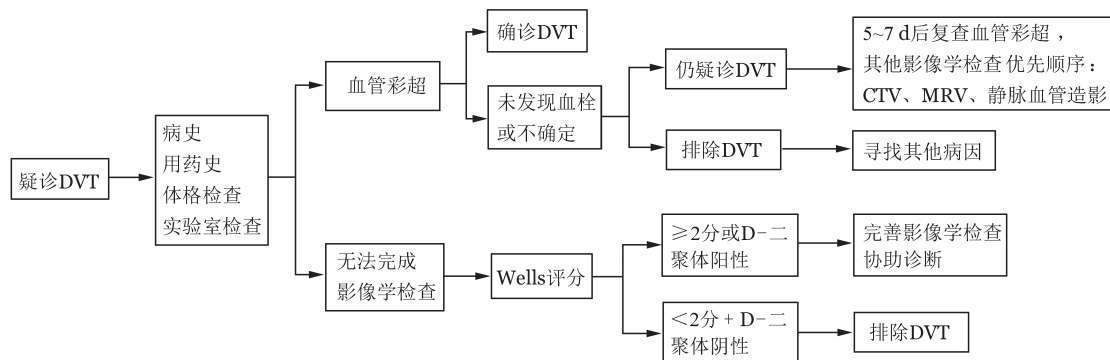 疑诊DVT
病史
用药史
体格检查
实验室检查
血管彩超
确诊DVT
未发现血栓
或不确定
仍疑诊DVT
5~7 d后复查血管彩超，
其他影像学检查优先顺序：
CTV、MRV、静脉血管造影
排除DVT
寻找其他病因
无法完成
影像学检查
Wells评分
≥2分或D-二
聚体阳性
完善影像学检查
协助诊断
<2分 + D-二
聚体阴性
排除DVT